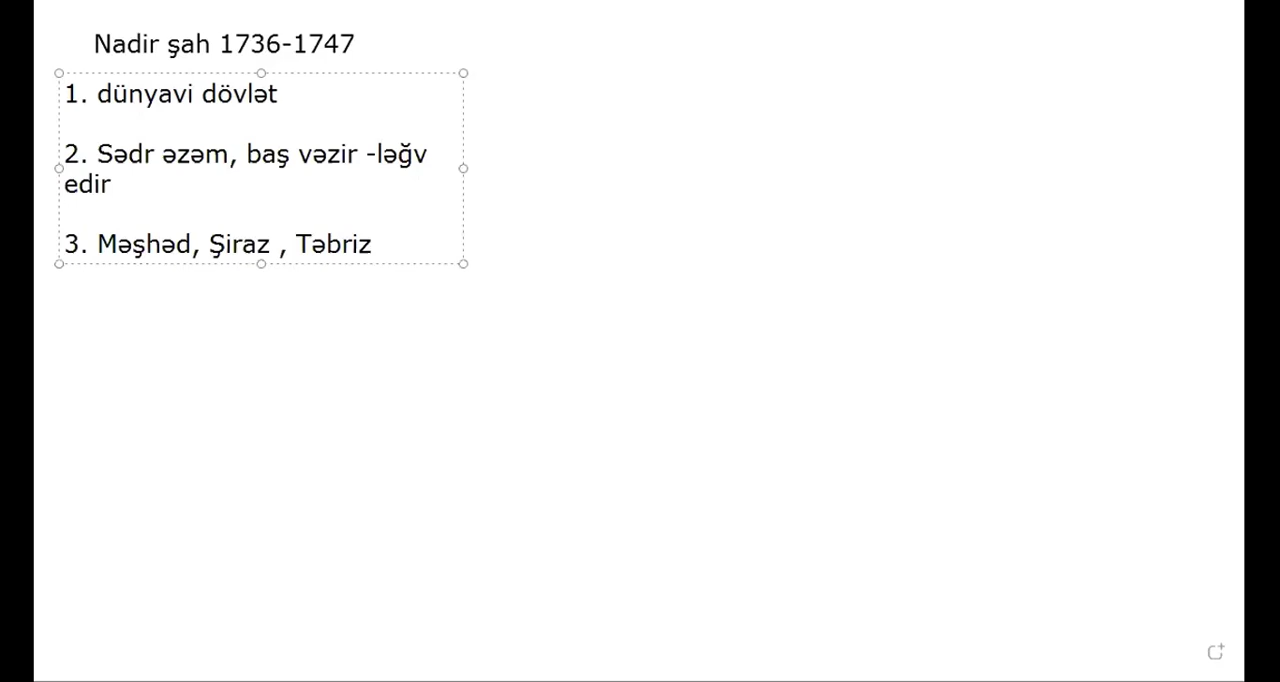 Nadir şah 1736-1747
1. dünyavi dövlət
2. Sədr əzəm, baş vəzir -ləğv
edir
3. Məşhəd, Şiraz , Təbriz